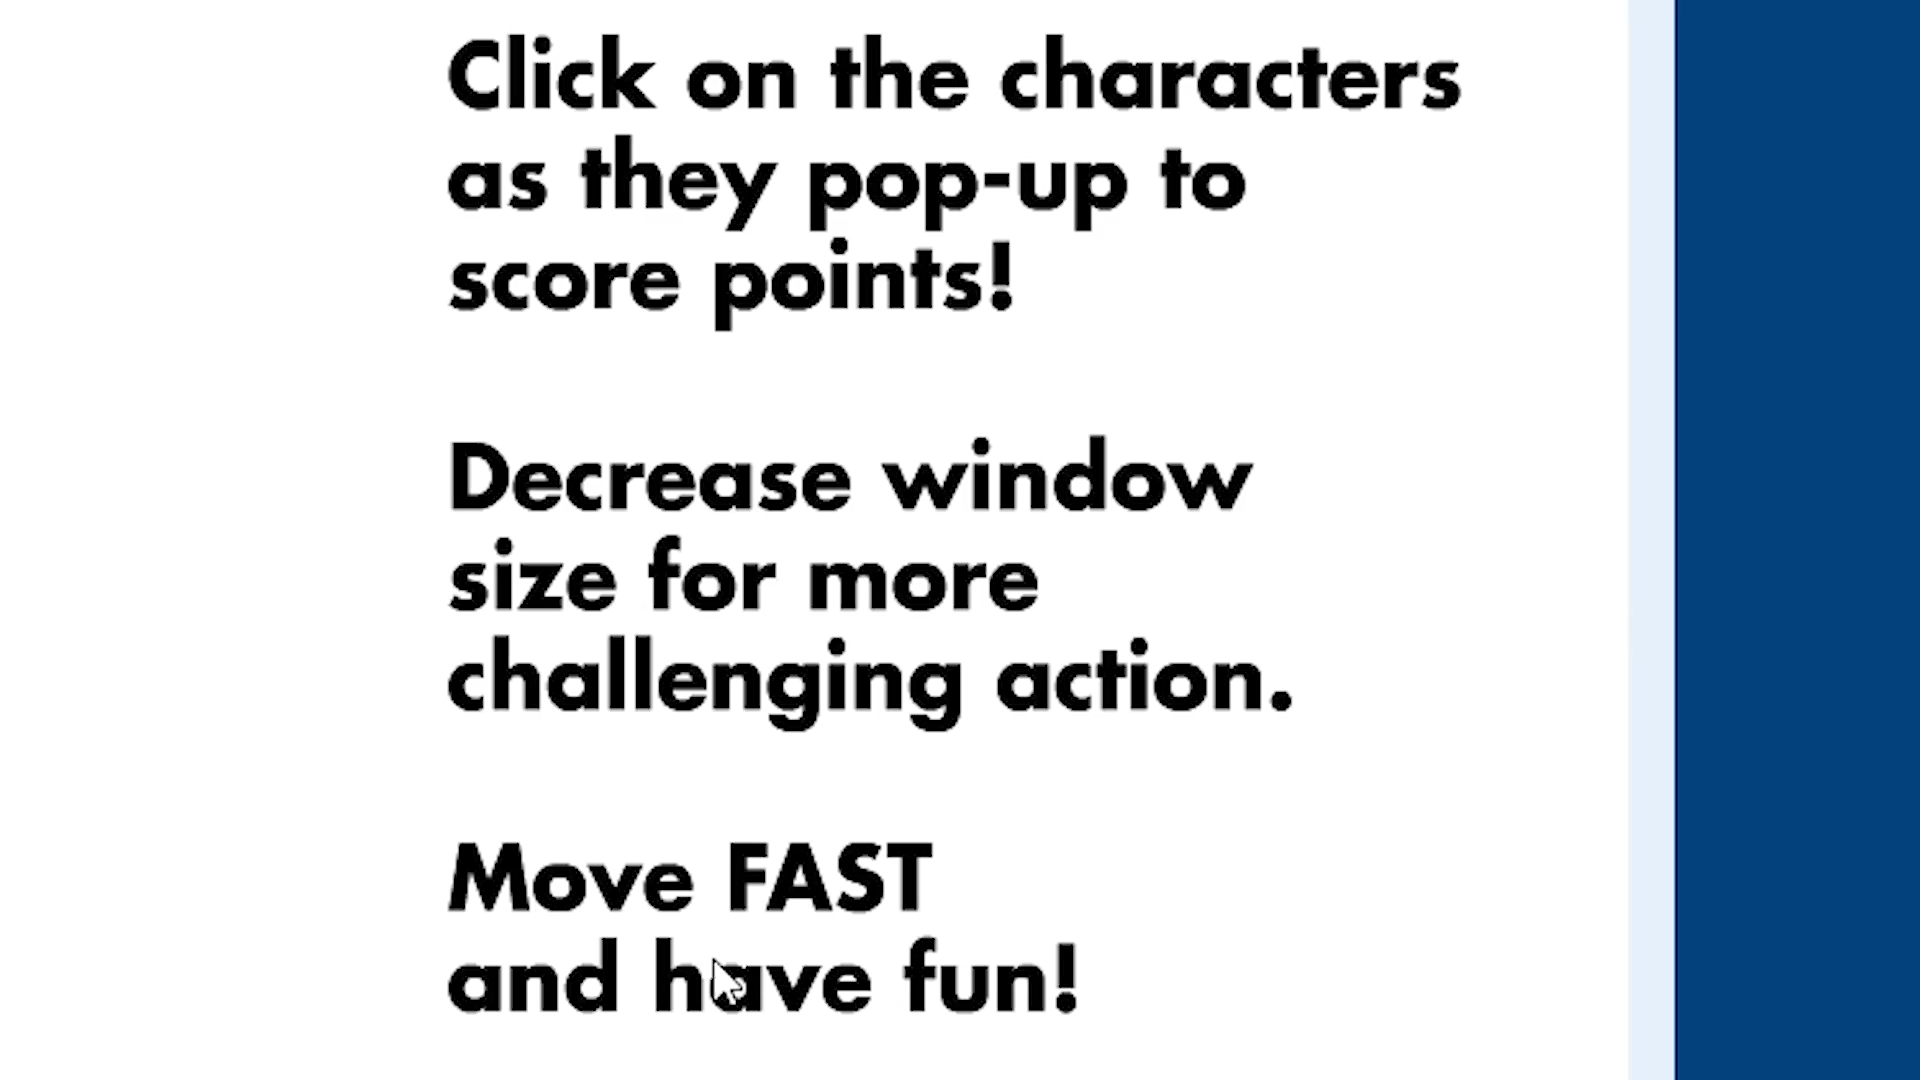 Click on the characters
as they pop-up to
score points!
Decrease window
size for more
challenging action.
Move FAST
and have fun!